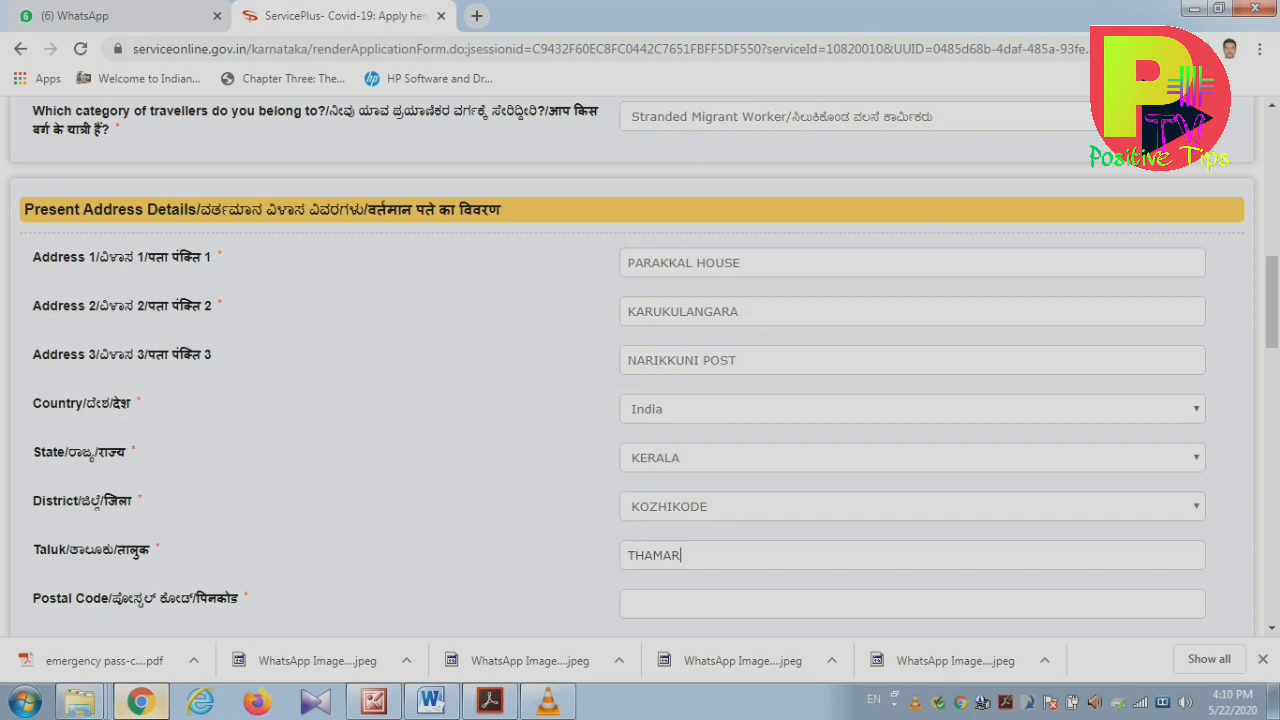 (6) WhatsApp
ServicePlus- Covid-19: Apply here
serviceonline.gov.in/karnataka/renderApplicationForm.do;jsessionid=C9432F60EC8FC0442C7651FBFF5DF550?serviceId=10820010&UUID=0485d68b-4daf-485a-93fe...
Apps Welcome to Indian... Chapter Three: The... HP Software and Dr...
Which category of travellers do you belong to?/ನೀವು ಯಾವ ಪ್ರಯಾಣಿಕರ ವರ್ಗಕ್ಕೆ ಸೇರಿದ್ದೀರಿ?/आप किस
वर्ग के यात्री हैं? *
Stranded Migrant Worker/ಸಿಲುಕಿಕೊಂಡ ವಲಸೆ ಕಾರ್ಮಿಕರು
P TV
Positive Tips
Present Address Details/ವರ್ತಮಾನ ವಿಳಾಸ ವಿವರಗಳು/वर्तमान पते का विवरण
Address 1/ವಿಳಾಸ 1/पता पंक्ति 1 * PARAKKAL HOUSE
Address 2/ವಿಳಾಸ 2/पता पंक्ति 2 * KARUKULANGARA
Address 3/ವಿಳಾಸ 3/पता पंक्ति 3 NARIKKUNI POST
Country/ದೇಶ/देश * India
State/ರಾಜ್ಯ/राज्य * KERALA
District/ಜಿಲ್ಲೆ/जिला * KOZHIKODE
Taluk/ತಾಲೂಕು/तालुक * THAMAR
Postal Code/ಪೋಸ್ಟಲ್ ಕೋಡ್/पिनकोड *
emergency pass-c....pdf WhatsApp Image....jpeg WhatsApp Image....jpeg WhatsApp Image....jpeg WhatsApp Image....jpeg Show all
EN 4:10 PM
5/22/2020